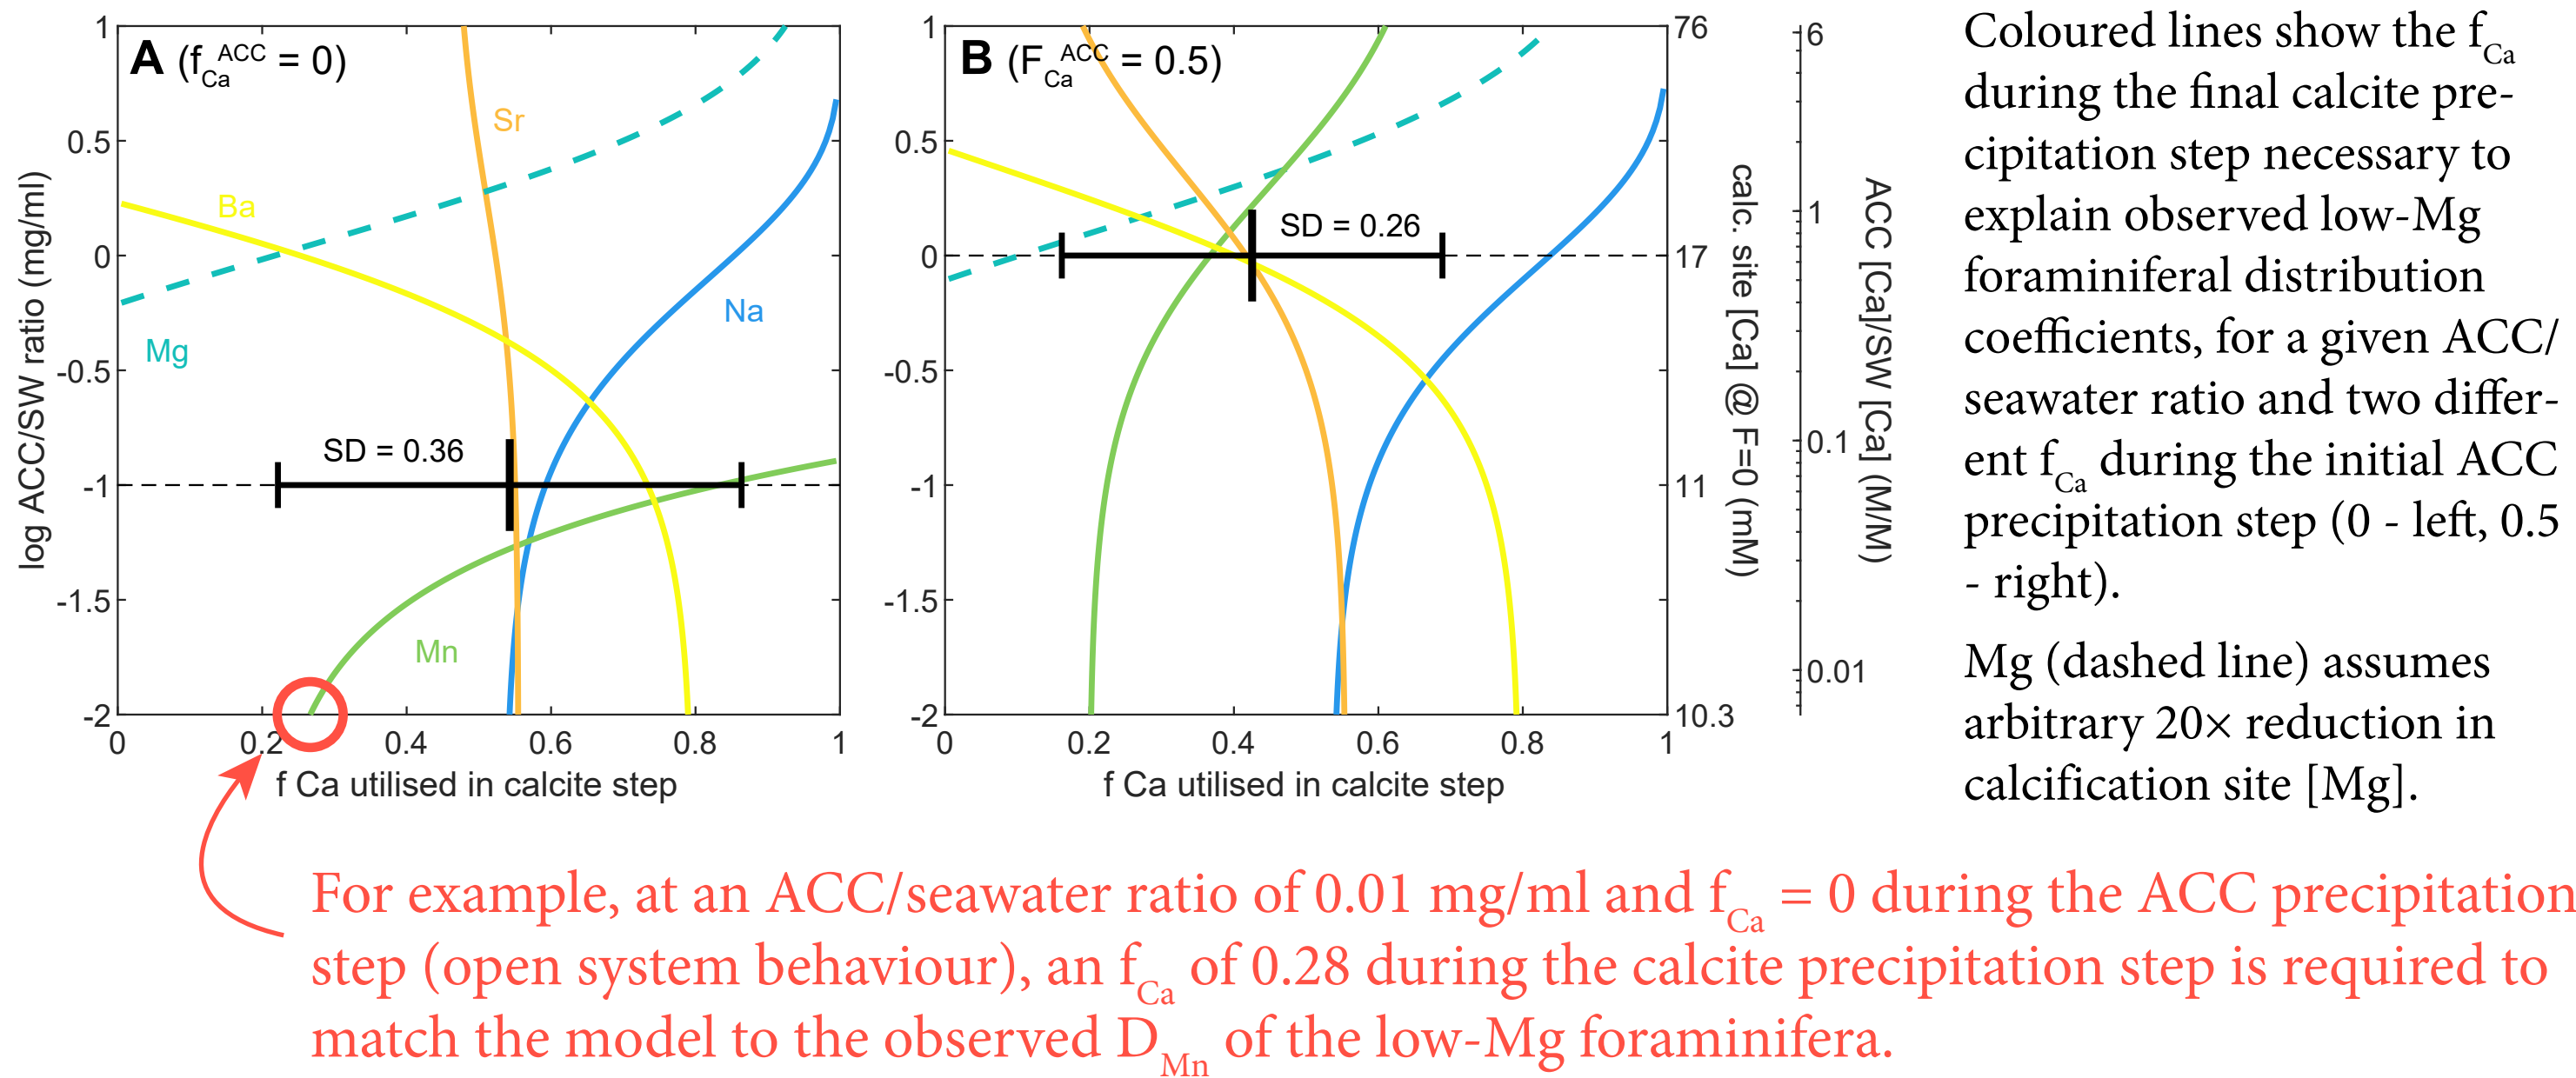 A (fCa^ACC = 0)
Sr
Ba
Mg
Na
Mn
SD = 0.36
log ACC/SW ratio (mg/ml)
1
0.5
0
-0.5
-1
-1.5
-2
0
0.2
0.4
0.6
0.8
1
f Ca utilised in calcite step
B (FCa^ACC = 0.5)
SD = 0.26
1
0.5
0
-0.5
-1
-1.5
-2
0
0.2
0.4
0.6
0.8
1
f Ca utilised in calcite step
76
17
11
10.3
calc. site [Ca] @ F=0 (mM)
6
1
0.1
0.01
ACC [Ca]/SW [Ca] (M/M)
Coloured lines show the fCa
during the final calcite pre-
cipitation step necessary to
explain observed low-Mg
foraminiferal distribution
coefficients, for a given ACC/
seawater ratio and two differ-
ent fCa during the initial ACC
precipitation step (0 - left, 0.5
- right).
Mg (dashed line) assumes
arbitrary 20× reduction in
calcification site [Mg].
For example, at an ACC/seawater ratio of 0.01 mg/ml and fCa = 0 during the ACC precipitation
step (open system behaviour), an fCa of 0.28 during the calcite precipitation step is required to
match the model to the observed DMn of the low-Mg foraminifera.